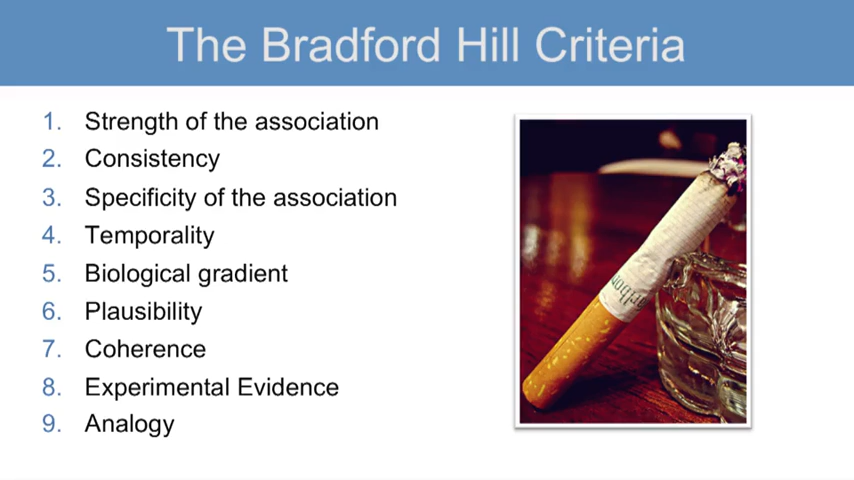 The Bradford Hill Criteria
1. Strength of the association
2. Consistency
3. Specificity of the association
4. Temporality
5. Biological gradient
6. Plausibility
7. Coherence
8. Experimental Evidence
9. Analogy